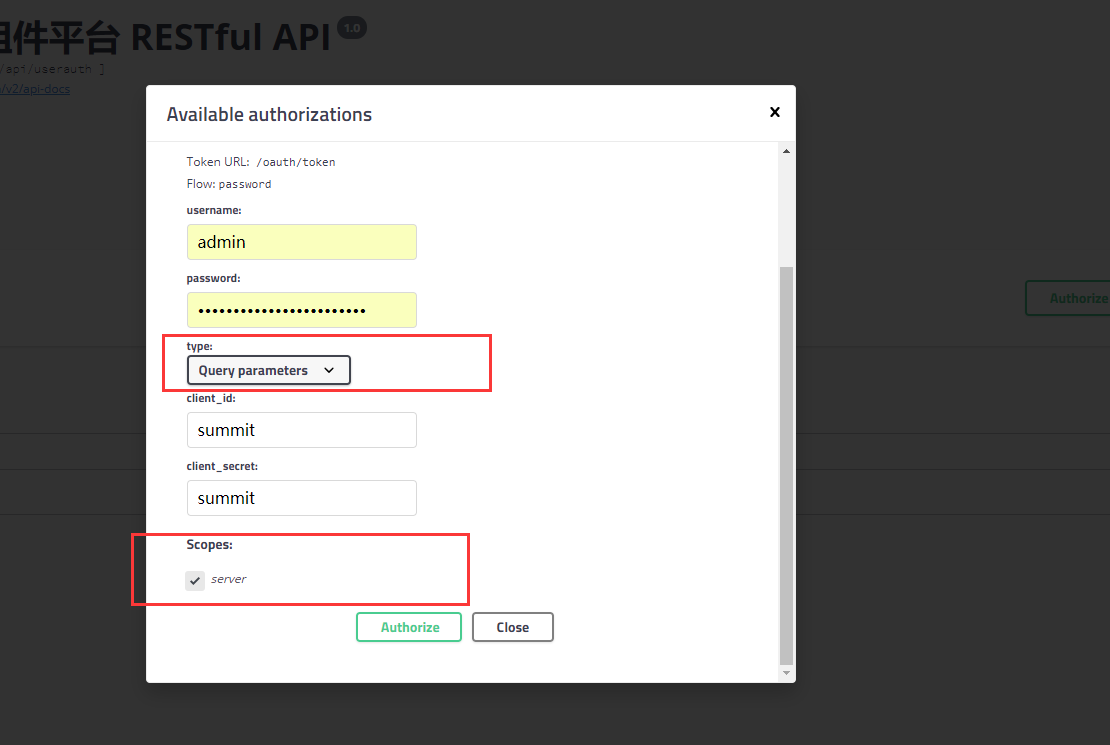 组件平台 RESTful API 1.0
/api/userauth ]
/v2/api-docs
Available authorizations
Token URL: /oauth/token
Flow: password
username:
admin
password:
••••••••••••••••••••••••
type:
Query parameters
client_id:
summit
client_secret:
summit
Scopes:
server
Authorize
Close
Authorize